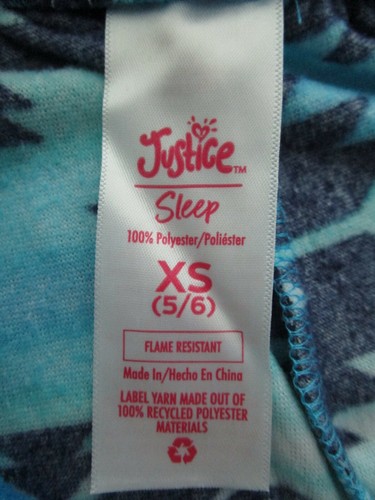 Justice™
Sleep
100% Polyester/Poliéster
XS
(5/6)
FLAME RESISTANT
Made In/Hecho En China
LABEL YARN MADE OUT OF
100% RECYCLED POLYESTER
MATERIALS